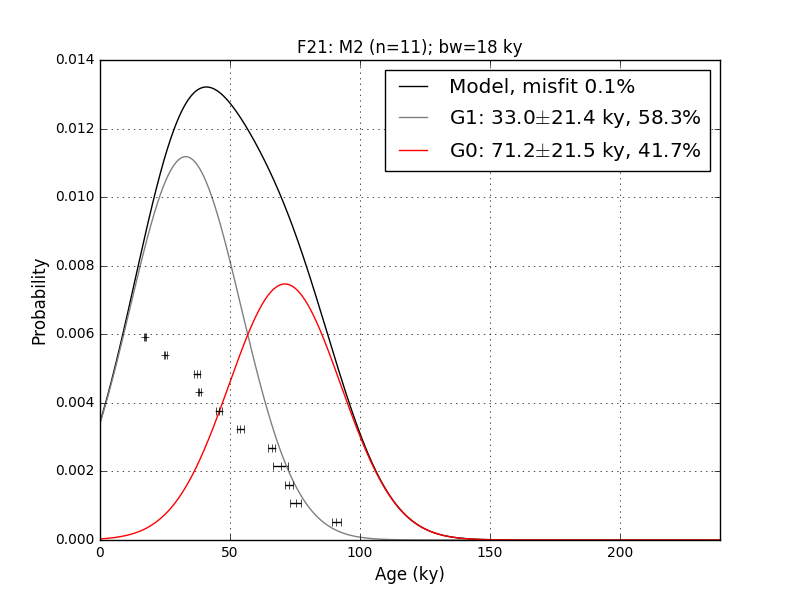 F21: M2 (n=11); bw=18 ky
Model, misfit 0.1%
G1: 33.0±21.4 ky, 58.3%
G0: 71.2±21.5 ky, 41.7%
0.014
0.012
0.010
0.008
0.006
0.004
0.002
0.000
Probability
0 50 100 150 200
Age (ky)